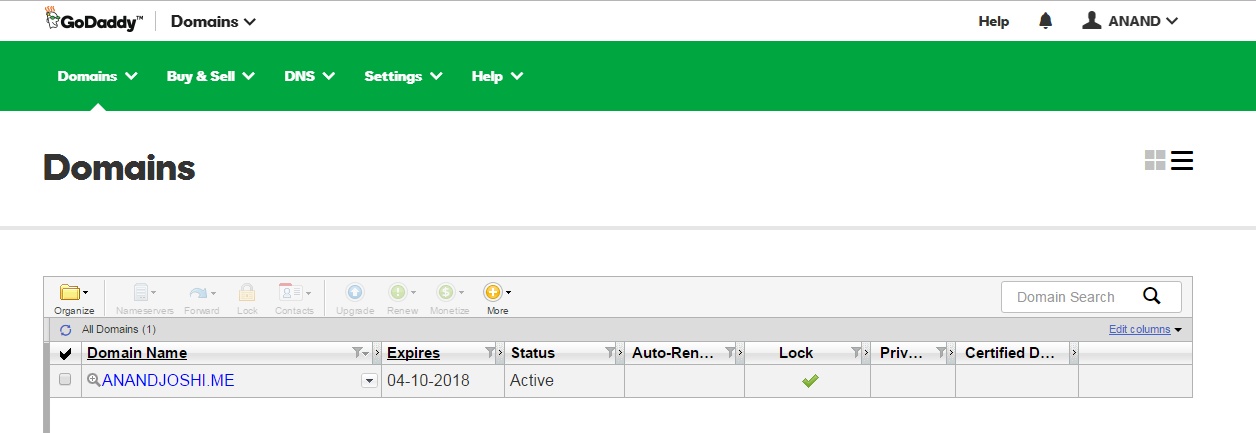 GoDaddy™ Domains Help ANAND
Domains Buy & Sell DNS Settings Help
Domains
Organize Nameservers Forward Lock Contacts Upgrade Renew Monetize More Domain Search
All Domains (1) Edit columns
Domain Name Expires Status Auto-Ren... Lock Priv... Certified D...
ANANDJOSHI.ME 04-10-2018 Active